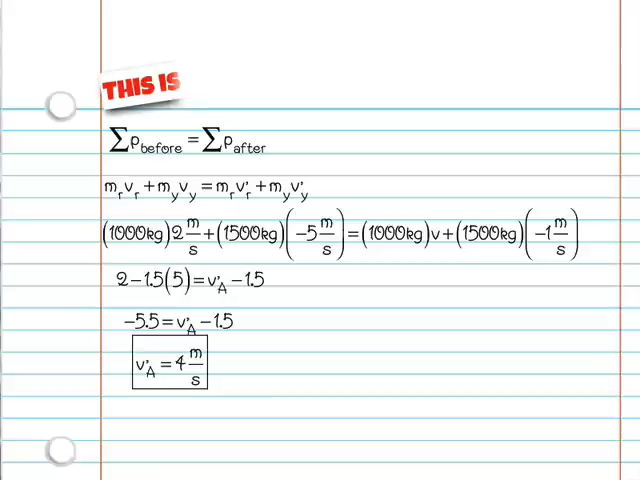 THIS IS
∑p_before = ∑p_after
m_r v_r + m_y v_y = m_r v'_r + m_y v'_y
(1000kg)2 m/s + (1500kg)(−5 m/s) = (1000kg)v + (1500kg)(−1 m/s)
2 − 1.5(5) = v'_A − 1.5
−5.5 = v'_A − 1.5
v'_A = 4 m/s